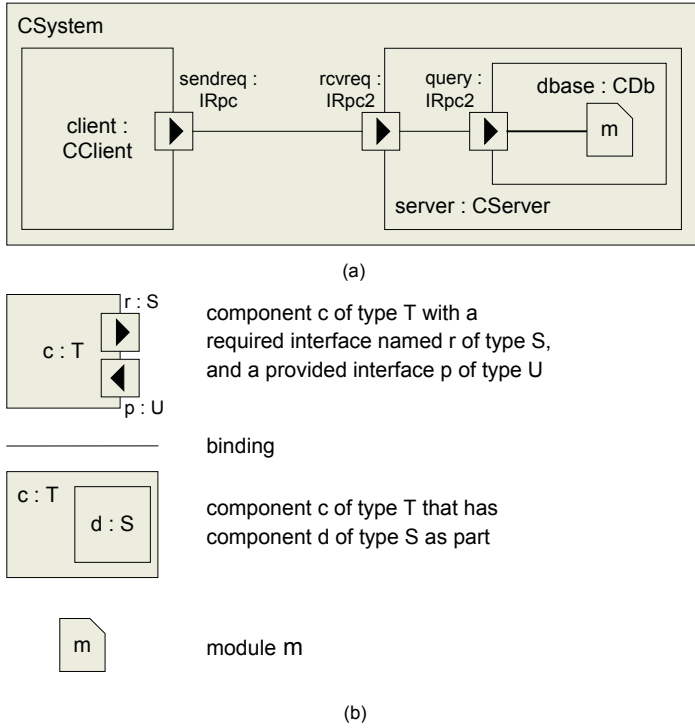 CSystem
sendreq :
IRpc
rcvreq :
IRpc2
query :
IRpc2
dbase : CDb
client :
CClient
m
server : CServer
(a)
r : S
c : T
p : U
component c of type T with a
required interface named r of type S,
and a provided interface p of type U
binding
c : T
d : S
component c of type T that has
component d of type S as part
m
module m
(b)